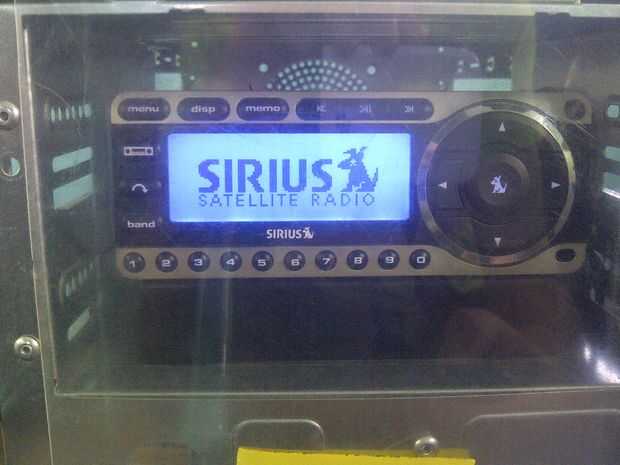 menu disp memo
SIRIUS
SATELLITE RADIO
band
SIRIUS
1 2 3 4 5 6 7 8 9 0